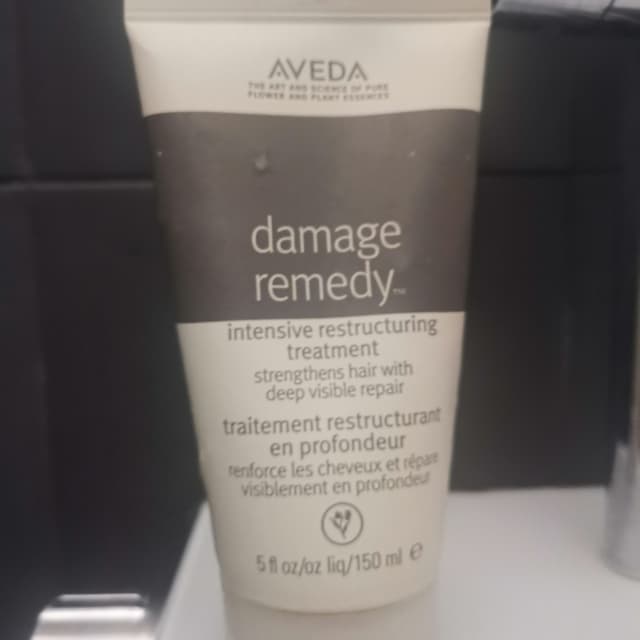 AVEDA
THE ART AND SCIENCE OF PURE
FLOWER AND PLANT ESSENCES
damage
remedy™
intensive restructuring
treatment
strengthens hair with
deep visible repair
traitement restructurant
en profondeur
renforce les cheveux et répare
visiblement en profondeur
5 fl oz/oz liq/150 ml ℮